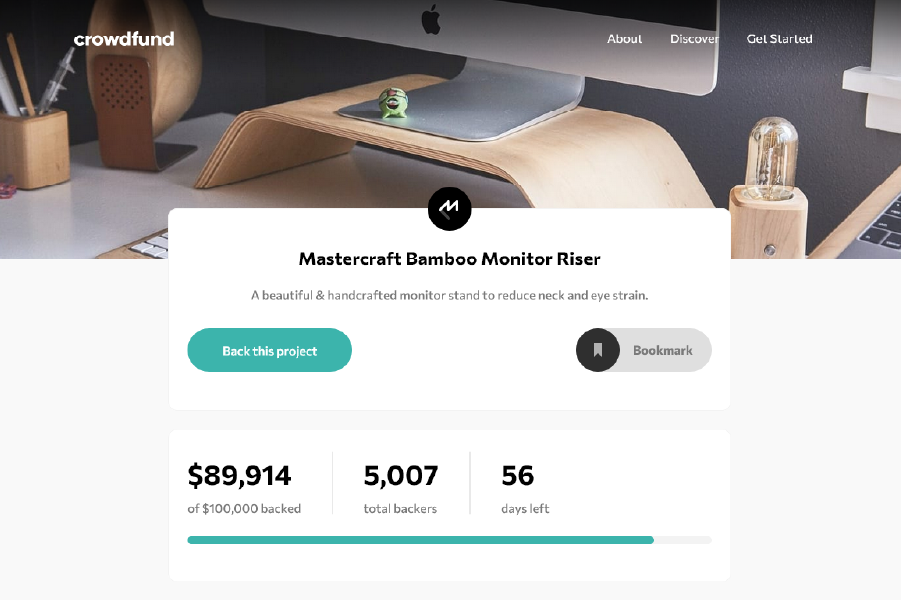 crowdfund
About Discover Get Started
Mastercraft Bamboo Monitor Riser
A beautiful & handcrafted monitor stand to reduce neck and eye strain.
Back this project
Bookmark
$89,914
of $100,000 backed
5,007
total backers
56
days left